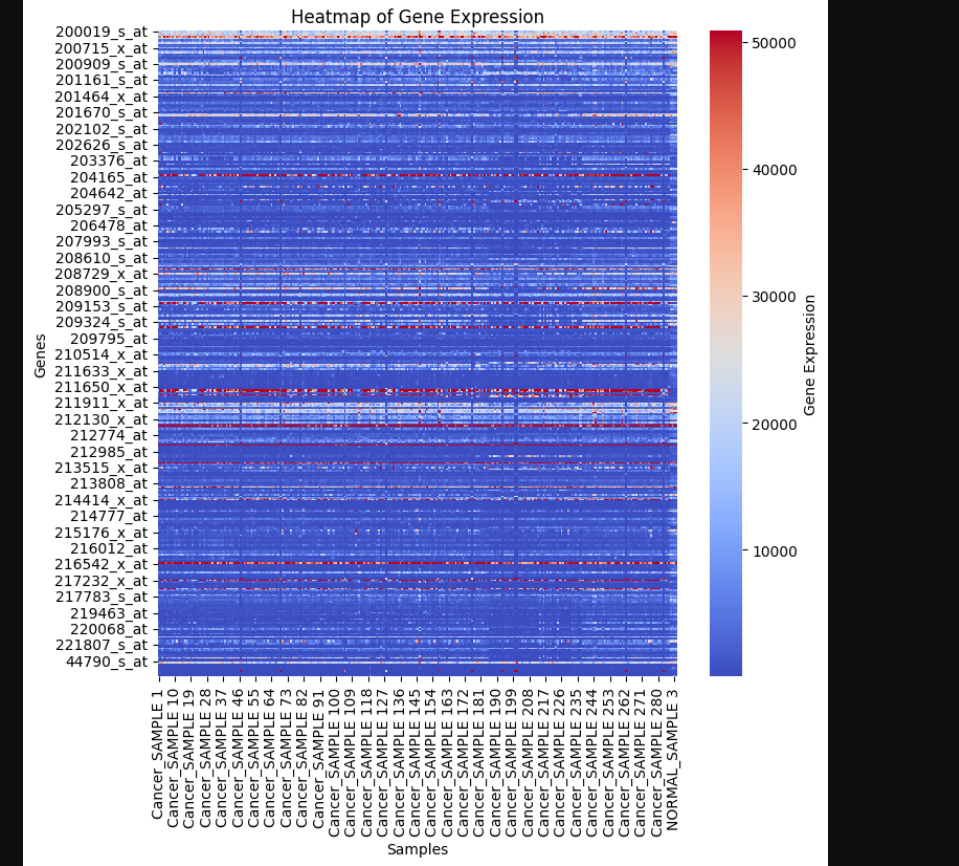 Heatmap of Gene Expression
200019_s_at
200715_x_at
200909_s_at
201161_s_at
201464_x_at
201670_s_at
202102_s_at
202626_s_at
203376_at
204165_at
204642_at
205297_s_at
206478_at
207993_s_at
208610_s_at
208729_x_at
208900_s_at
209153_s_at
209324_s_at
209795_at
210514_x_at
211633_x_at
211650_x_at
211911_x_at
212130_x_at
212774_at
212985_at
213515_x_at
213808_at
214414_x_at
214777_at
215176_x_at
216012_at
216542_x_at
217232_x_at
217783_s_at
219463_at
220068_at
221807_s_at
44790_s_at
Genes
Cancer_SAMPLE 1
Cancer_SAMPLE 10
Cancer_SAMPLE 19
Cancer_SAMPLE 28
Cancer_SAMPLE 37
Cancer_SAMPLE 46
Cancer_SAMPLE 55
Cancer_SAMPLE 64
Cancer_SAMPLE 73
Cancer_SAMPLE 82
Cancer_SAMPLE 91
Cancer_SAMPLE 100
Cancer_SAMPLE 109
Cancer_SAMPLE 118
Cancer_SAMPLE 127
Cancer_SAMPLE 136
Cancer_SAMPLE 145
Cancer_SAMPLE 154
Cancer_SAMPLE 163
Cancer_SAMPLE 172
Cancer_SAMPLE 181
Cancer_SAMPLE 190
Cancer_SAMPLE 199
Cancer_SAMPLE 208
Cancer_SAMPLE 217
Cancer_SAMPLE 226
Cancer_SAMPLE 235
Cancer_SAMPLE 244
Cancer_SAMPLE 253
Cancer_SAMPLE 262
Cancer_SAMPLE 271
Cancer_SAMPLE 280
NORMAL_SAMPLE 3
Samples
50000
40000
30000
20000
10000
Gene Expression